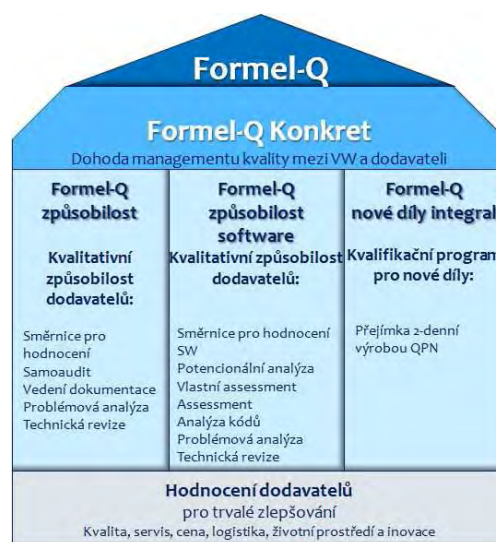 Formel-Q
Formel-Q Konkret
Dohoda managementu kvality mezi VW a dodavateli
Formel-Q
způsobilost
Kvalitativní
způsobilost
dodavatelů:
Směrnice pro
hodnocení
Samoaudit
Vedení dokumentace
Problémová analýza
Technická revize
Formel-Q
způsobilost
software
Kvalitativní způsobilost
dodavatelů:
Směrnice pro hodnocení
SW
Potencionální analýza
Vlastní assessment
Assessment
Analýza kódů
Problémová analýza
Technická revize
Formel-Q
nové díly integral
Kvalifikační program
pro nové díly:
Přejímka 2-denní
výrobou QPN
Hodnocení dodavatelů
pro trvalé zlepšování
Kvalita, servis, cena, logistika, životní prostředí a inovace